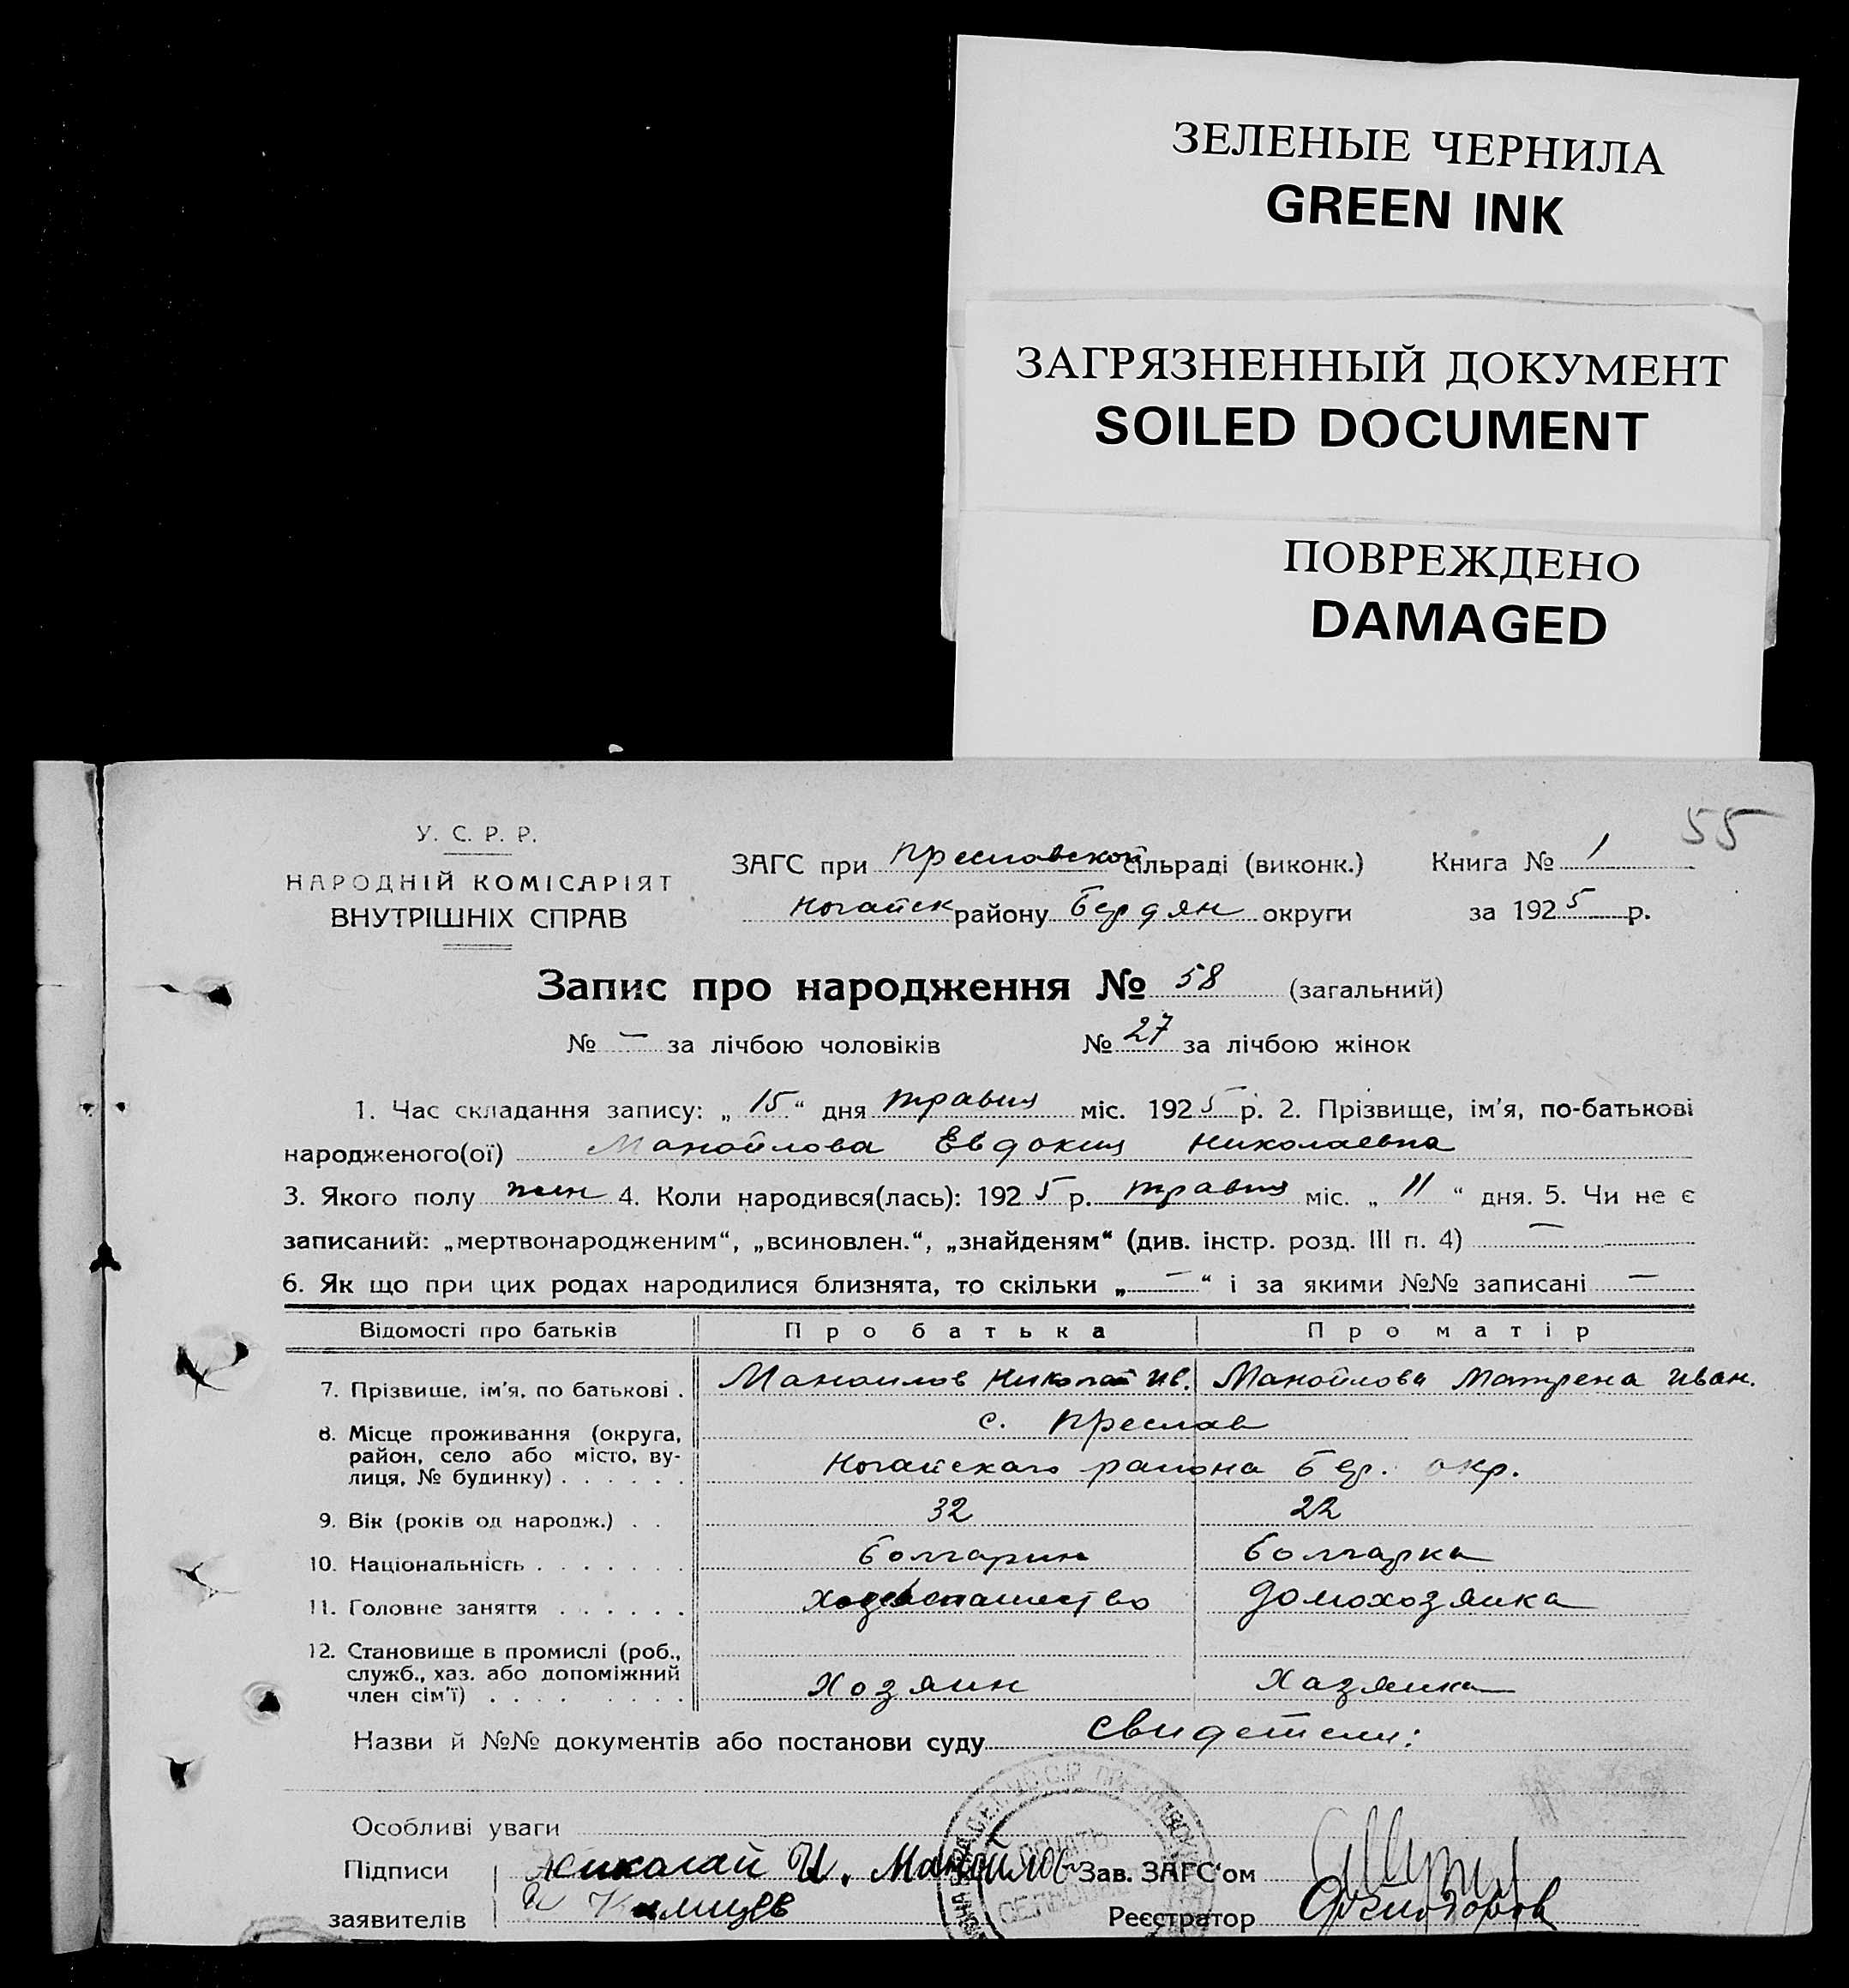 ЗЕЛЕНЫЕ ЧЕРНИЛА
GREEN INK
ЗАГРЯЗНЕННЫЙ ДОКУМЕНТ
SOILED DOCUMENT
ПОВРЕЖДЕНО
DAMAGED
55
У. С. Р. Р.
НАРОДНІЙ КОМІСАРІЯТ
ВНУТРІШНІХ СПРАВ
ЗАГС при Преславской сільраді (виконк.) Книга № 1
Ногайск району Бердян округи за 1925 р.
Запис про народження № 58 (загальний)
№ — за лічбою чоловіків № 27 за лічбою жінок
1. Час складання запису: „ 15 “ дня травня міс. 1925 р. 2. Прізвище, ім'я, по-батькові
народженого(ої) Манойлова Евдокия Николаевна
3. Якого полу жен 4. Коли народився(лась): 1925 р. травня міс. „ 11 “ дня. 5. Чи не є
записаний: „мертвонародженим“, „всиновлен.“, „знайденям“ (див. інстр. розд. III п. 4) —
6. Як що при цих родах народилися близнята, то скільки „ — “ і за якими №№ записані —
Відомості про батьків Про батька Про матір
7. Прізвище, ім'я, по батькові . Манойлов Николай Ив. Манойлова Матрена Иван.
8. Місце проживання (округа, с. Преслав
район, село або місто, ву-
лиця, № будинку) . . . . . . Ногайскаго района Бер. окр.
9. Вік (років од народж.) . . 32 22
10. Національність . . . . . . . болгарин болгарка
11. Головне заняття . . . . . . домохозяйка
12. Становище в промислі (роб.,
служб., хаз. або допоміжний
член сім'ї) . . . . . . . . Хозяин Хазяйка
Назви й №№ документів або постанови суду свидетели:
Особливі уваги
Підписи Николай И. Манойлов Зав. ЗАГС'ом
заявителів Реєстратор